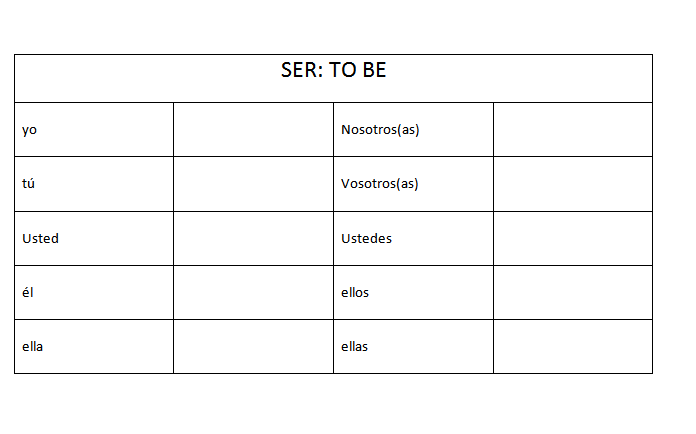 SER: TO BE
yo Nosotros(as)
tú Vosotros(as)
Usted Ustedes
él ellos
ella ellas